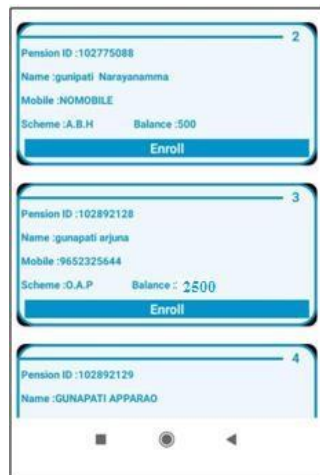 2
Pension ID :102775088
Name :gunipati Narayanamma
Mobile :NOMOBILE
Scheme :A.B.H Balance :500
Enroll
3
Pension ID :102892128
Name :gunapati arjuna
Mobile :9652325644
Scheme :O.A.P Balance : 2500
Enroll
4
Pension ID :102892129
Name :GUNAPATI APPARAO